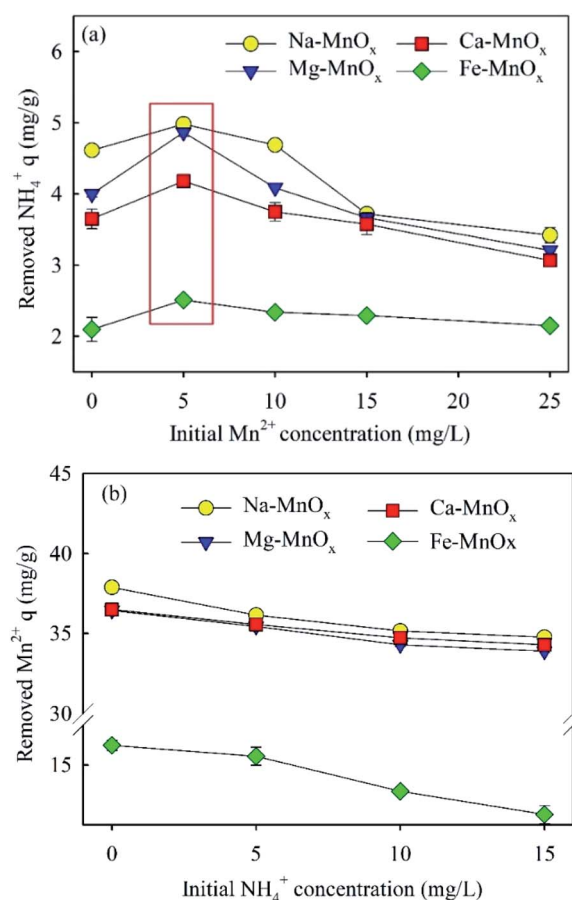 (a)
Na-MnOₓ Ca-MnOₓ
Mg-MnOₓ Fe-MnOₓ
Removed NH₄⁺ q (mg/g)
6
5
4
3
2
0 5 10 15 20 25
Initial Mn²⁺ concentration (mg/L)
(b)
Na-MnOₓ Ca-MnOₓ
Mg-MnOₓ Fe-MnOx
Removed Mn²⁺ q (mg/g)
45
40
35
30
15
0 5 10 15
Initial NH₄⁺ concentration (mg/L)